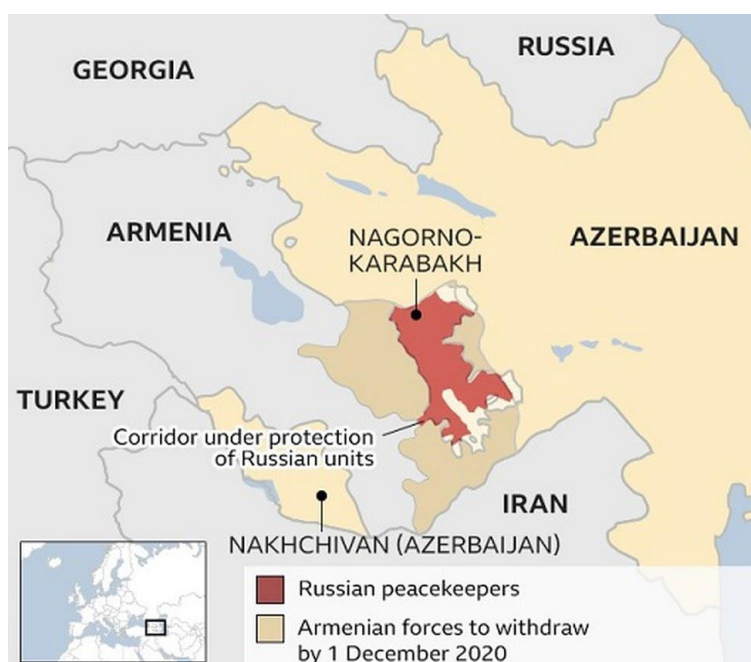 RUSSIA
GEORGIA
ARMENIA
NAGORNO-
KARABAKH
AZERBAIJAN
TURKEY
Corridor under protection
of Russian units
IRAN
NAKHCHIVAN (AZERBAIJAN)
Russian peacekeepers
Armenian forces to withdraw
by 1 December 2020